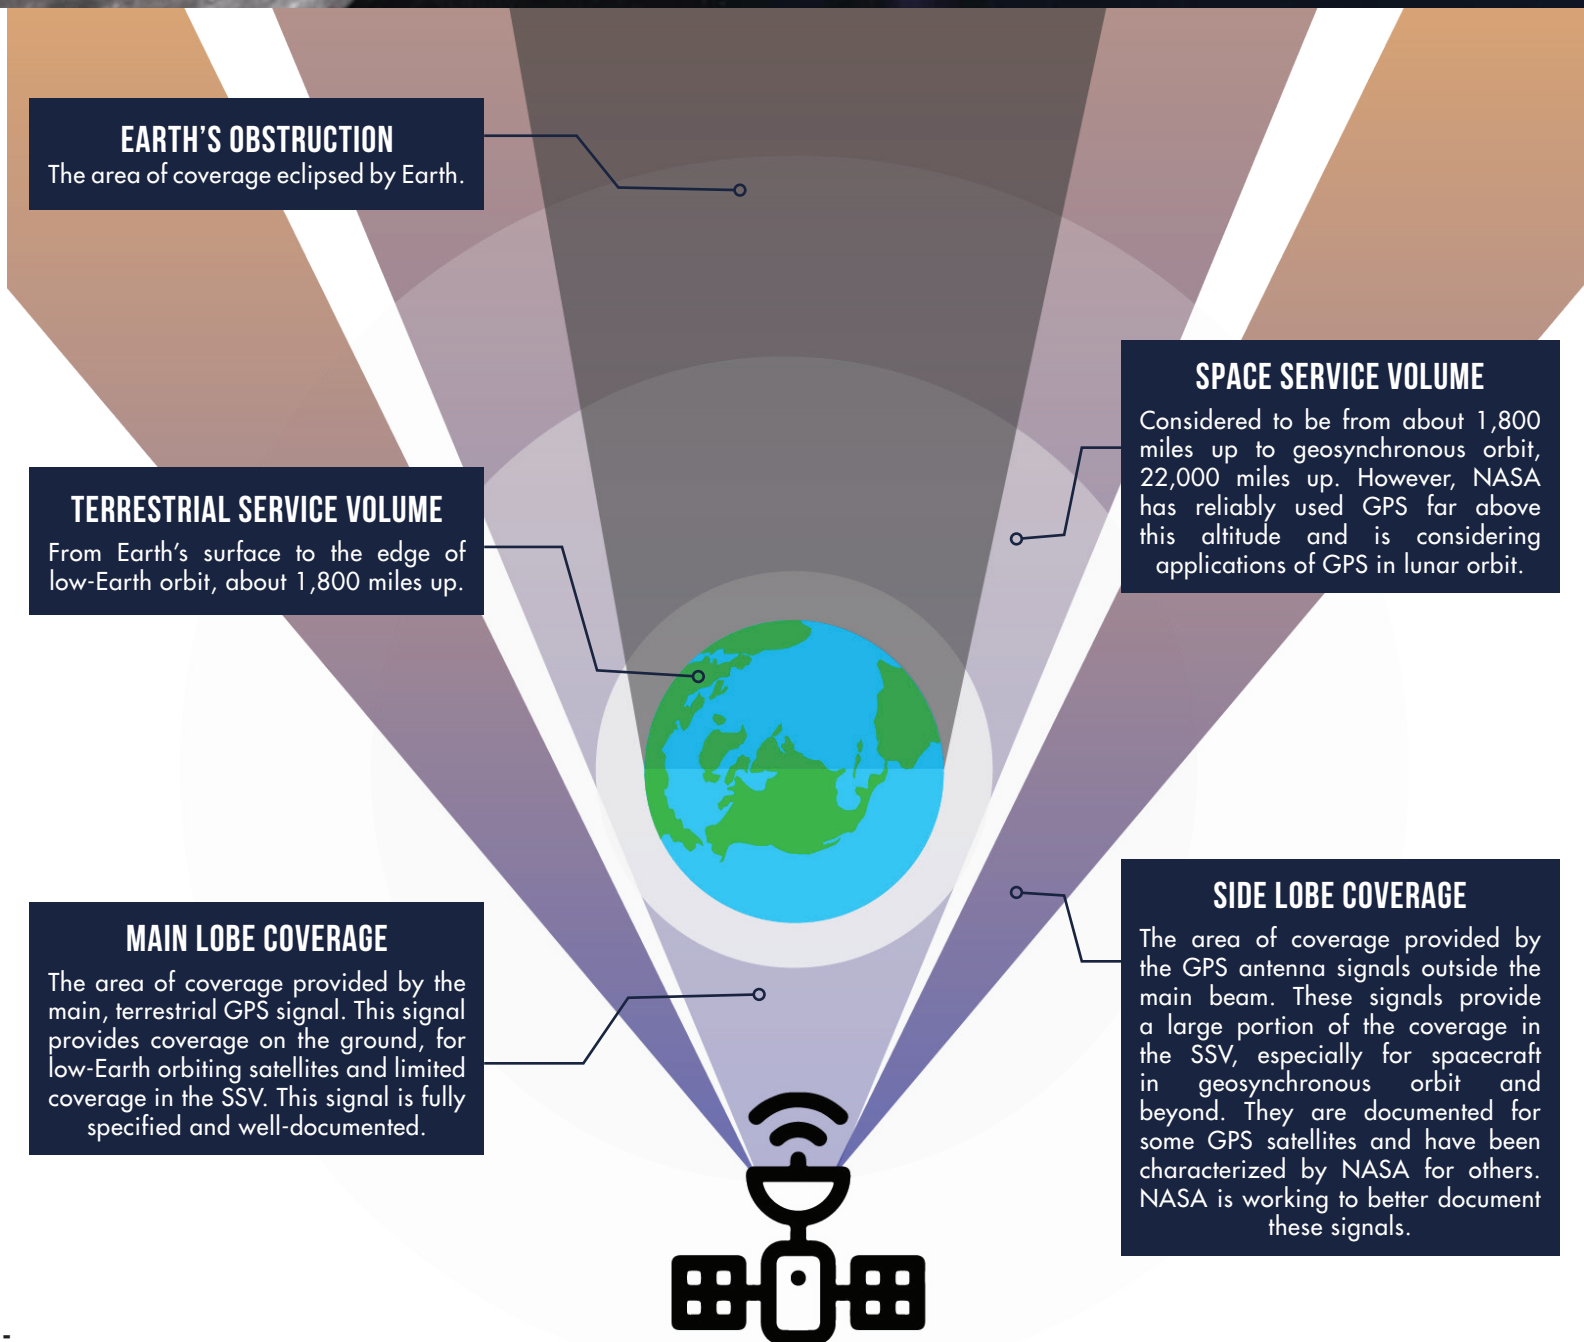 EARTH'S OBSTRUCTION
The area of coverage eclipsed by Earth.
SPACE SERVICE VOLUME
Considered to be from about 1,800
miles up to geosynchronous orbit,
22,000 miles up. However, NASA
has reliably used GPS far above
this altitude and is considering
applications of GPS in lunar orbit.
TERRESTRIAL SERVICE VOLUME
From Earth's surface to the edge of
low-Earth orbit, about 1,800 miles up.
MAIN LOBE COVERAGE
The area of coverage provided by the
main, terrestrial GPS signal. This signal
provides coverage on the ground, for
low-Earth orbiting satellites and limited
coverage in the SSV. This signal is fully
specified and well-documented.
SIDE LOBE COVERAGE
The area of coverage provided by
the GPS antenna signals outside the
main beam. These signals provide
a large portion of the coverage in
the SSV, especially for spacecraft
in geosynchronous orbit and
beyond. They are documented for
some GPS satellites and have been
characterized by NASA for others.
NASA is working to better document
these signals.